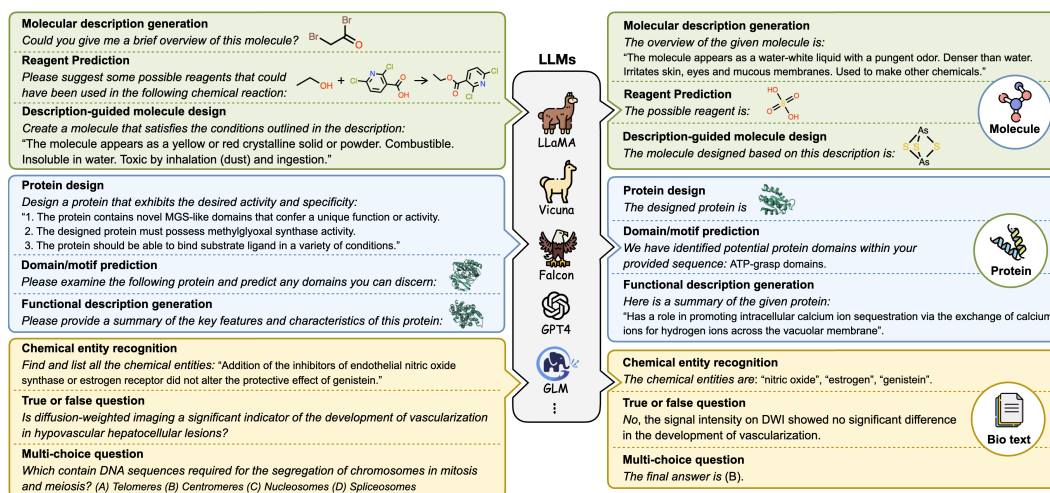 Molecular description generation
Could you give me a brief overview of this molecule?
Br
Br
O
Reagent Prediction
Please suggest some possible reagents that could
have been used in the following chemical reaction:
OH
+
Cl
N
Cl
O
OH
O
O
N
Cl
Cl
Description-guided molecule design
Create a molecule that satisfies the conditions outlined in the description:
“The molecule appears as a yellow or red crystalline solid or powder. Combustible.
Insoluble in water. Toxic by inhalation (dust) and ingestion.”
Protein design
Design a protein that exhibits the desired activity and specificity:
“1. The protein contains novel MGS-like domains that confer a unique function or activity.
2. The designed protein must possess methylglyoxal synthase activity.
3. The protein should be able to bind substrate ligand in a variety of conditions.”
Domain/motif prediction
Please examine the following protein and predict any domains you can discern:
Functional description generation
Please provide a summary of the key features and characteristics of this protein:
Chemical entity recognition
Find and list all the chemical entities: “Addition of the inhibitors of endothelial nitric oxide
synthase or estrogen receptor did not alter the protective effect of genistein.”
True or false question
Is diffusion-weighted imaging a significant indicator of the development of vascularization
in hypovascular hepatocellular lesions?
Multi-choice question
Which contain DNA sequences required for the segregation of chromosomes in mitosis
and meiosis? (A) Telomeres (B) Centromeres (C) Nucleosomes (D) Spliceosomes
LLMs
LLaMA
Vicuna
Falcon
GPT4
GLM
Molecular description generation
The overview of the given molecule is:
“The molecule appears as a water-white liquid with a pungent odor. Denser than water.
Irritates skin, eyes and mucous membranes. Used to make other chemicals.”
Reagent Prediction
The possible reagent is:
HO
O
S
O
OH
Molecule
Description-guided molecule design
The molecule designed based on this description is:
As
S
S
S
As
Protein design
The designed protein is
Domain/motif prediction
We have identified potential protein domains within your
provided sequence: ATP-grasp domains.
Protein
Functional description generation
Here is a summary of the given protein:
“Has a role in promoting intracellular calcium ion sequestration via the exchange of calcium
ions for hydrogen ions across the vacuolar membrane”.
Chemical entity recognition
The chemical entities are: “nitric oxide”, “estrogen”, “genistein”.
True or false question
No, the signal intensity on DWI showed no significant difference
in the development of vascularization.
Bio text
Multi-choice question
The final answer is (B).